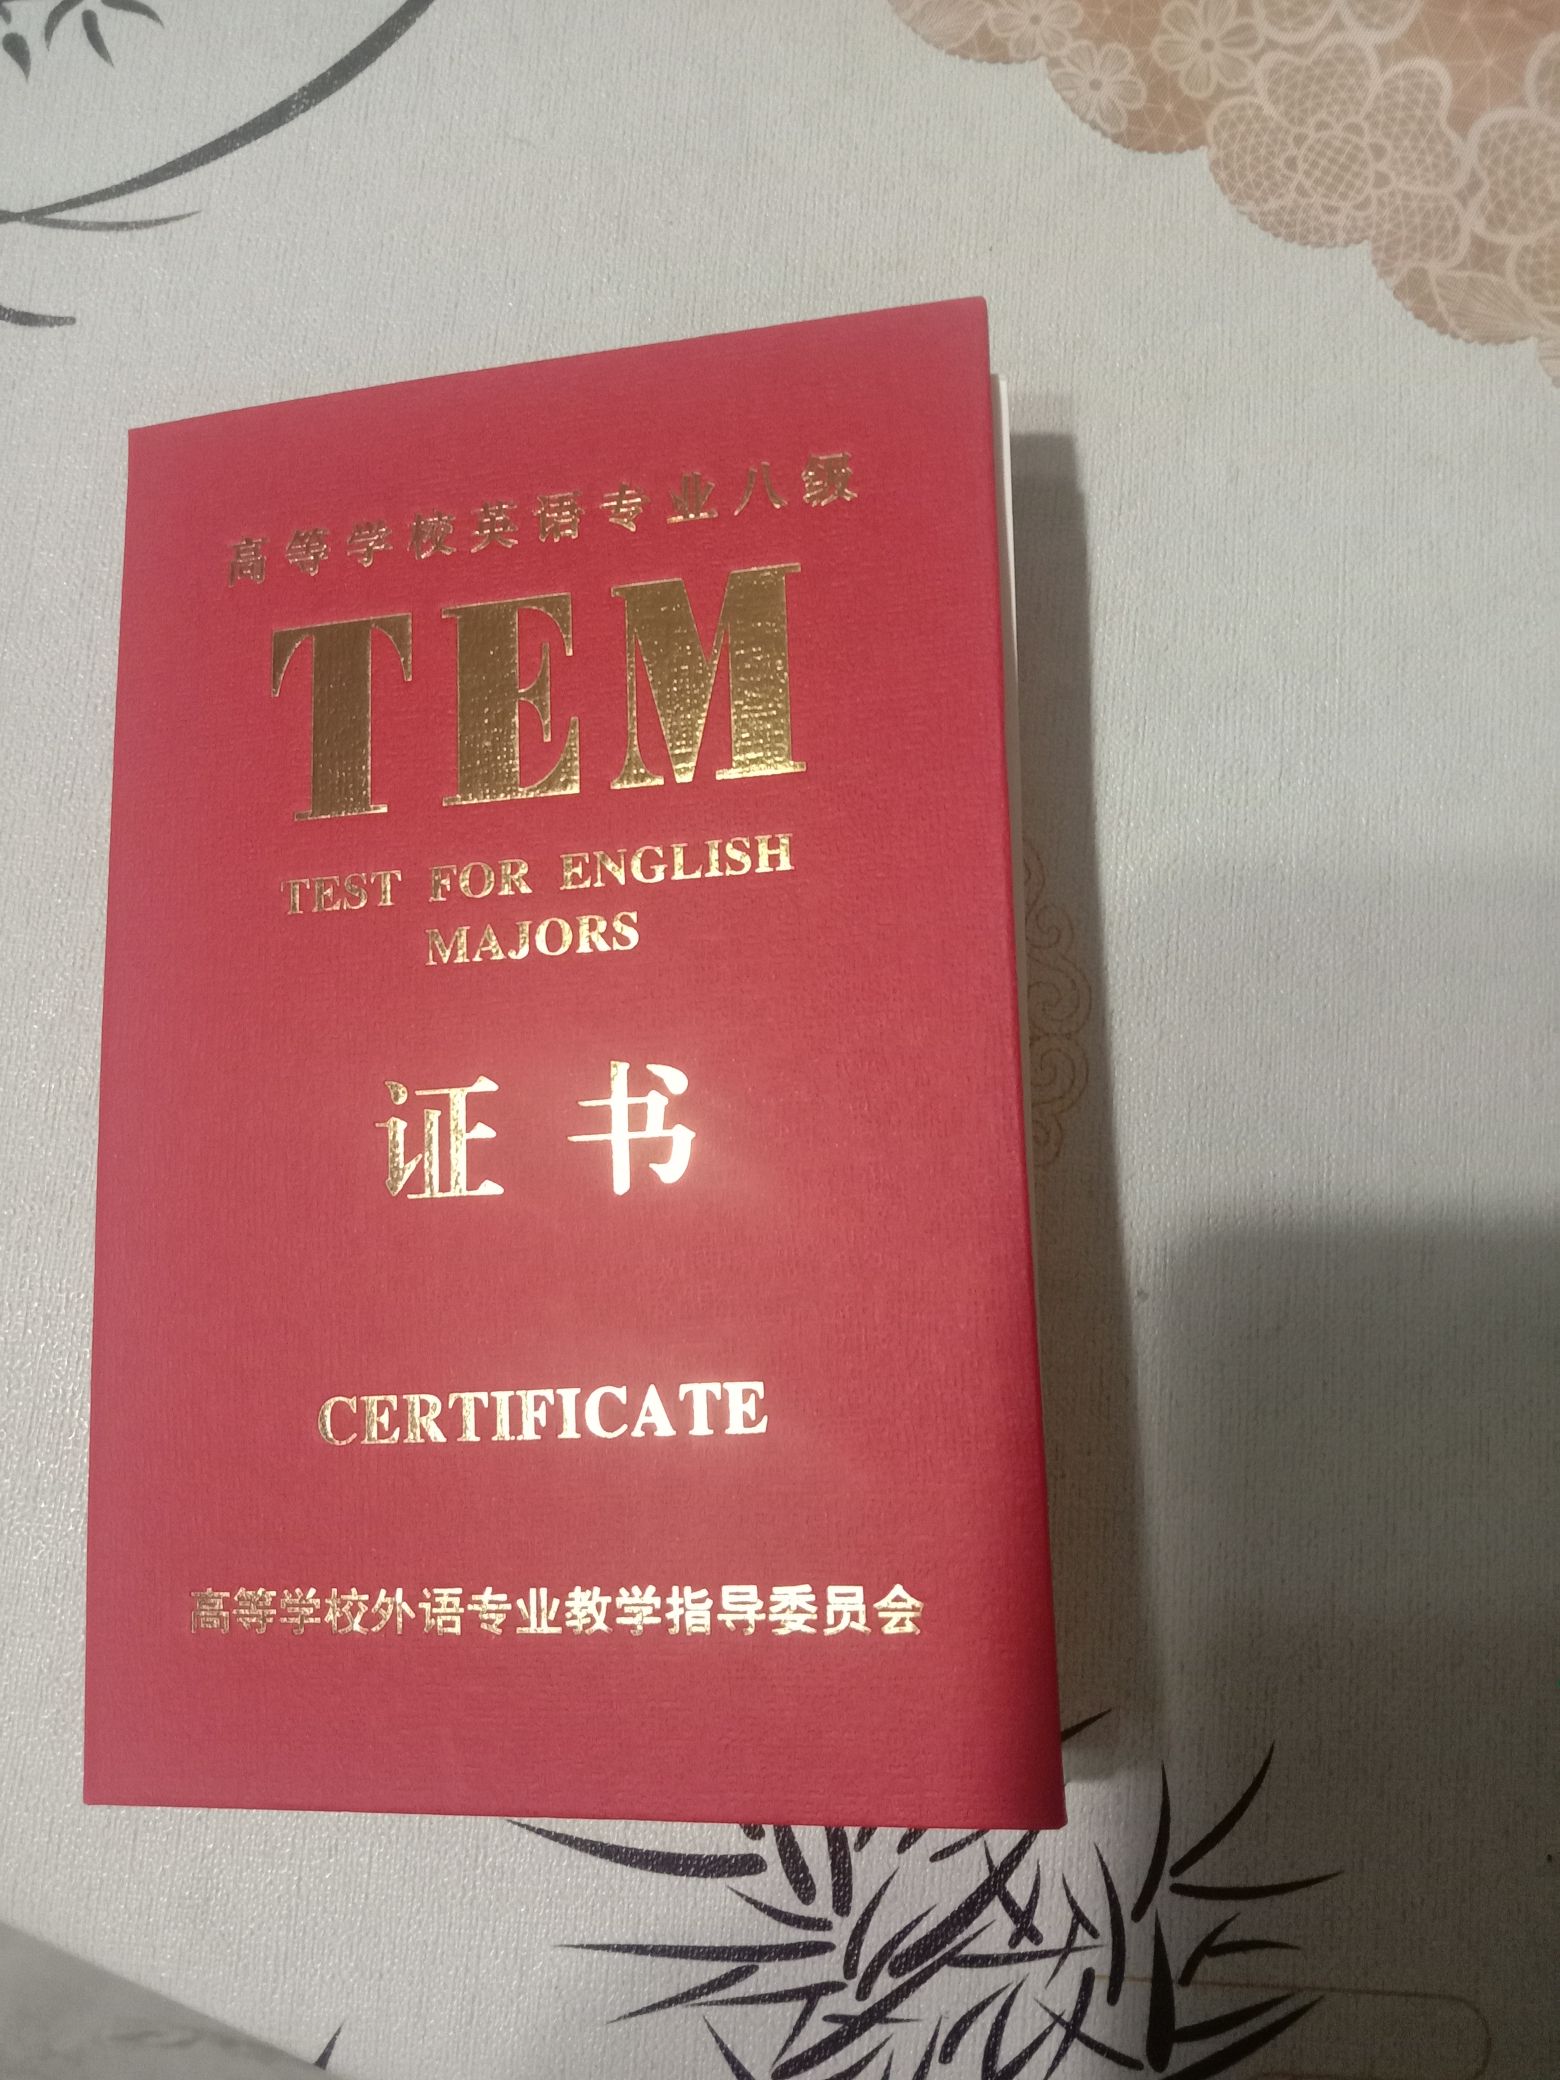 高等学校英语专业八级
TEM
TEST FOR ENGLISH
MAJORS
证书
CERTIFICATE
高等学校外语专业教学指导委员会